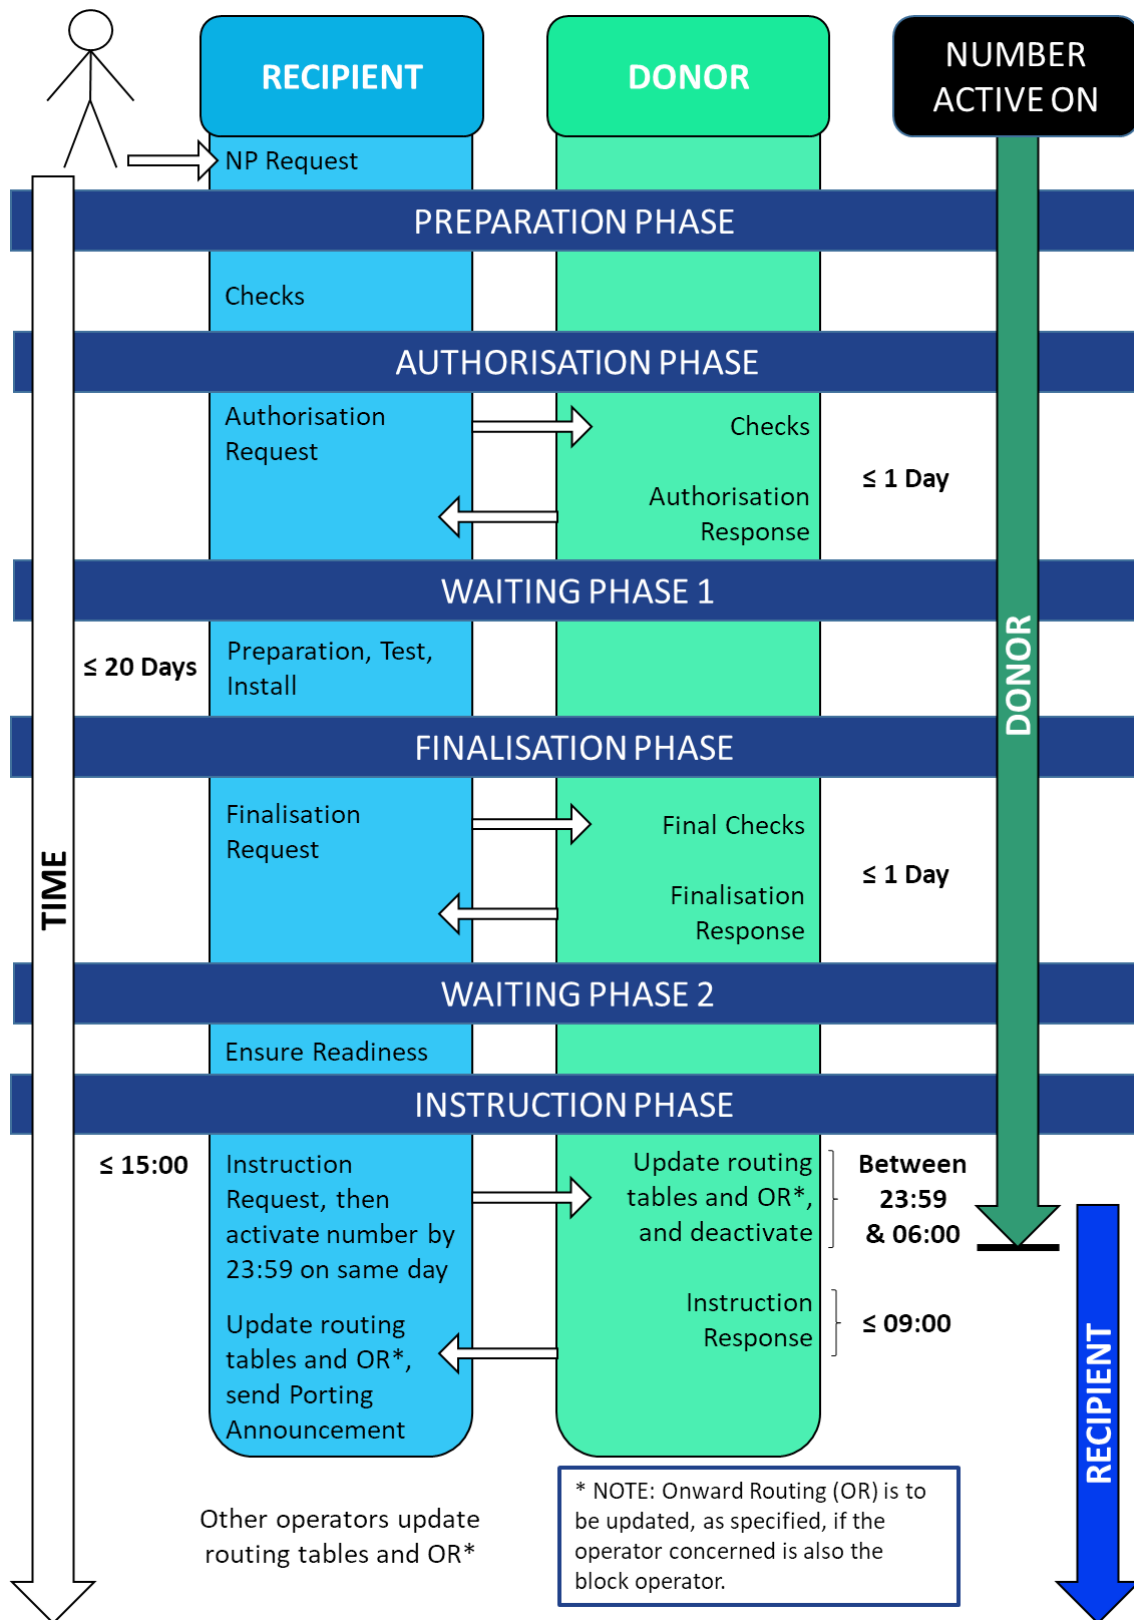 RECIPIENT
DONOR
NUMBER
ACTIVE ON
NP Request
PREPARATION PHASE
Checks
AUTHORISATION PHASE
Authorisation
Request
Checks
≤ 1 Day
Authorisation
Response
WAITING PHASE 1
≤ 20 Days
Preparation, Test,
Install
DONOR
FINALISATION PHASE
TIME
Finalisation
Request
Final Checks
≤ 1 Day
Finalisation
Response
WAITING PHASE 2
Ensure Readiness
INSTRUCTION PHASE
≤ 15:00
Instruction
Request, then
activate number by
23:59 on same day
Update routing
tables and OR*,
and deactivate
Between
23:59
& 06:00
Instruction
Response
≤ 09:00
Update routing
tables and OR*,
send Porting
Announcement
RECIPIENT
Other operators update
routing tables and OR*
* NOTE: Onward Routing (OR) is to
be updated, as specified, if the
operator concerned is also the
block operator.